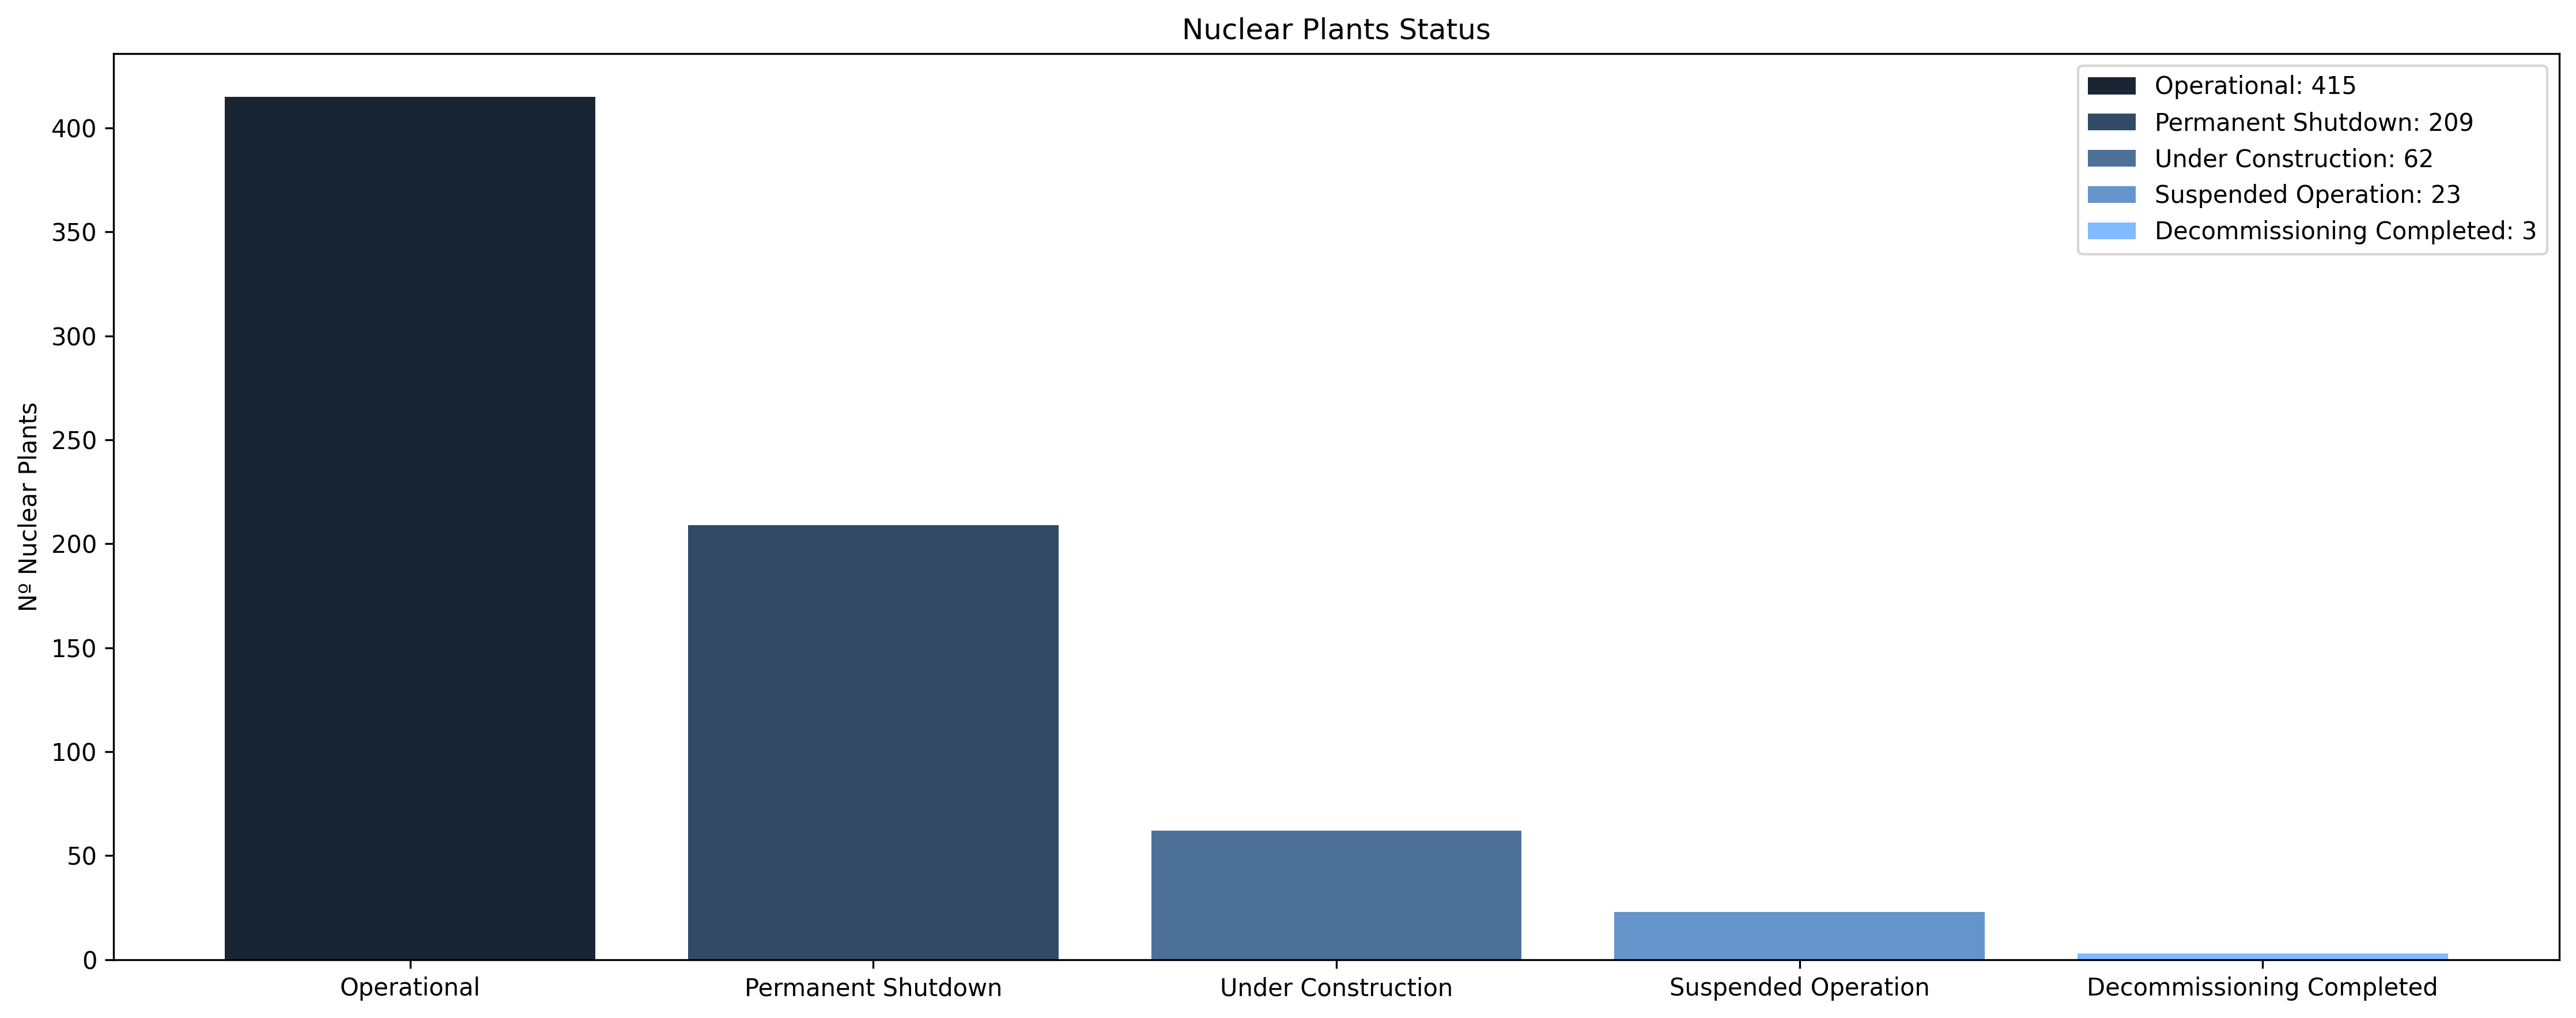 Nuclear Plants Status
Operational: 415
Permanent Shutdown: 209
Under Construction: 62
Suspended Operation: 23
Decommissioning Completed: 3
Nº Nuclear Plants
400
350
300
250
200
150
100
50
0
Operational
Permanent Shutdown
Under Construction
Suspended Operation
Decommissioning Completed